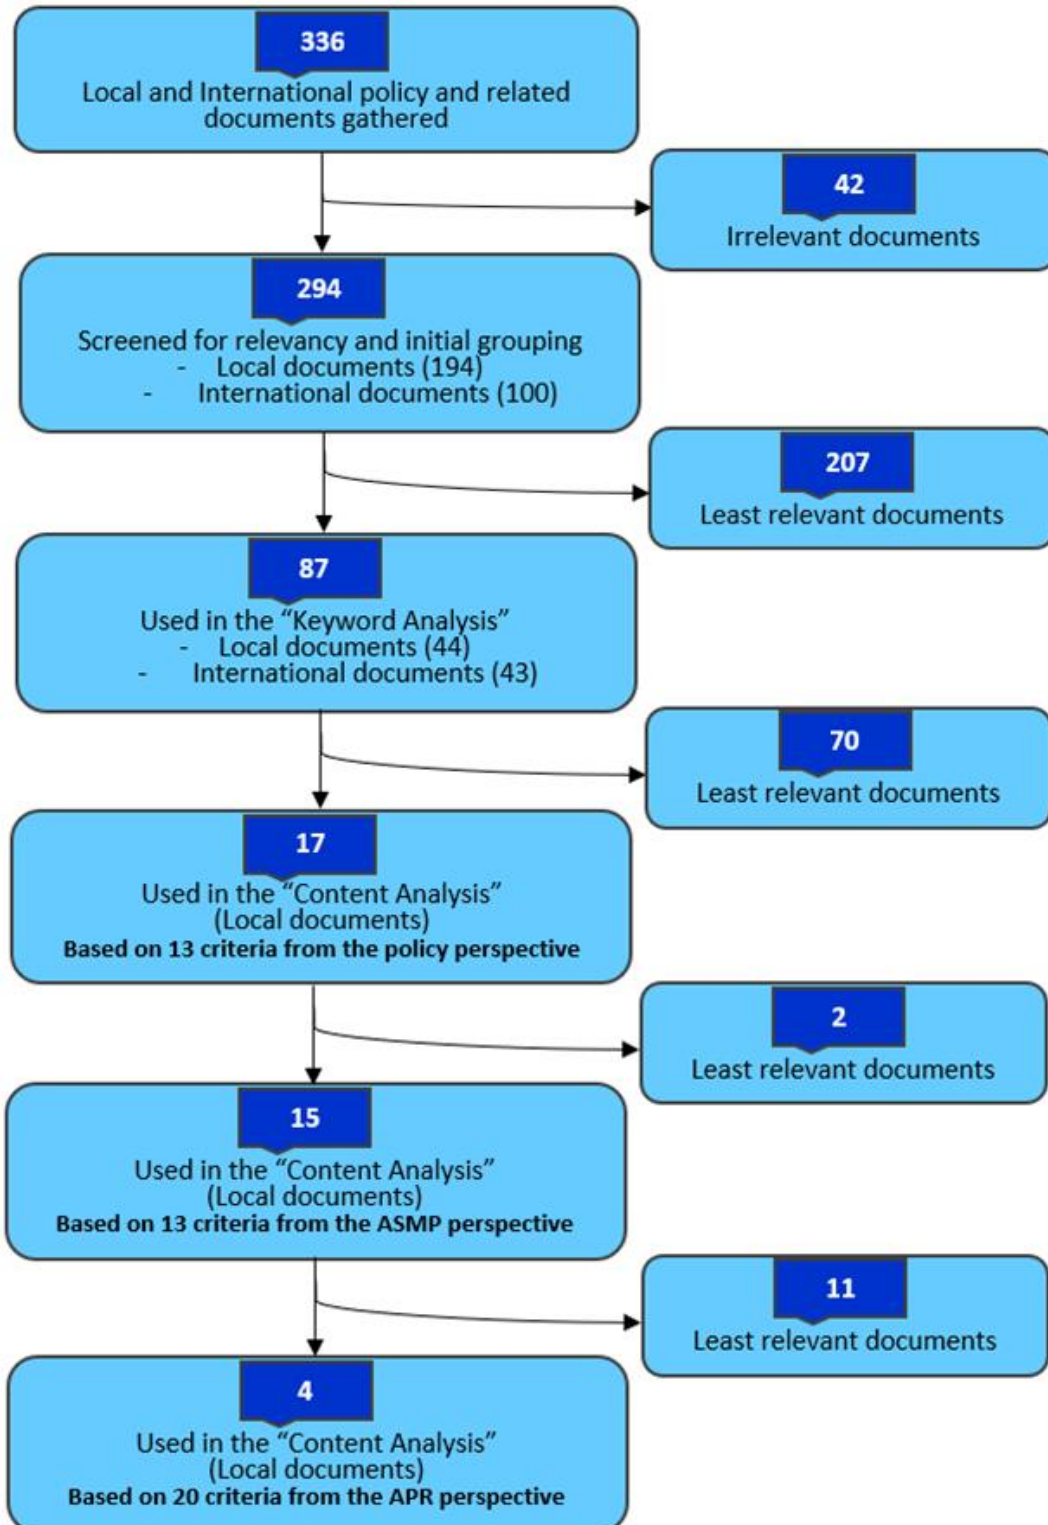 336
Local and International policy and related
documents gathered
42
Irrelevant documents
294
Screened for relevancy and initial grouping
- Local documents (194)
- International documents (100)
207
Least relevant documents
87
Used in the “Keyword Analysis”
- Local documents (44)
- International documents (43)
70
Least relevant documents
17
Used in the “Content Analysis”
(Local documents)
Based on 13 criteria from the policy perspective
2
Least relevant documents
15
Used in the “Content Analysis”
(Local documents)
Based on 13 criteria from the ASMP perspective
11
Least relevant documents
4
Used in the “Content Analysis”
(Local documents)
Based on 20 criteria from the APR perspective